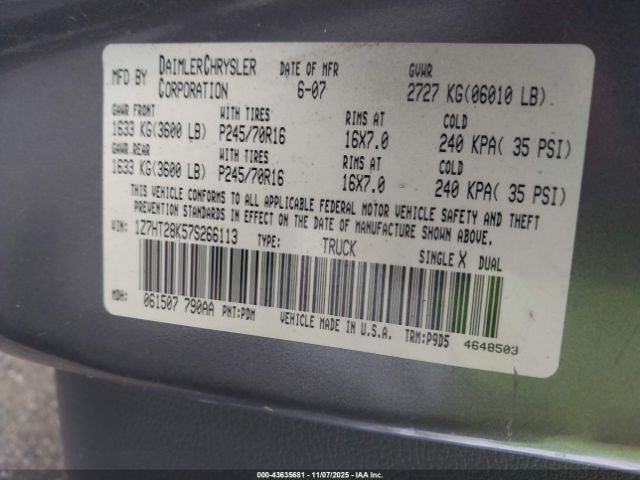 MFD BY DAIMLERCHRYSLER CORPORATION DATE OF MFR 6-07 GVWR 2727 KG(06010 LB)
GAWR FRONT WITH TIRES RIMS AT COLD
1633 KG(3600 LB) P245/70R16 16X7.0 240 KPA( 35 PSI)
GAWR REAR WITH TIRES RIMS AT COLD
1633 KG(3600 LB) P245/70R16 16X7.0 240 KPA( 35 PSI)
THIS VEHICLE CONFORMS TO ALL APPLICABLE FEDERAL MOTOR VEHICLE SAFETY AND THEFT
PREVENTION STANDARDS IN EFFECT ON THE DATE OF MANUFACTURE SHOWN ABOVE.
VIN: 1Z7HT28K57S266113 TYPE: TRUCK SINGLE X DUAL
MDH: 061507 790AA PNT:PDM VEHICLE MADE IN U.S.A. TRM:P9D5 4648503
000-43635681 - 11/07/2025 - IAA Inc.